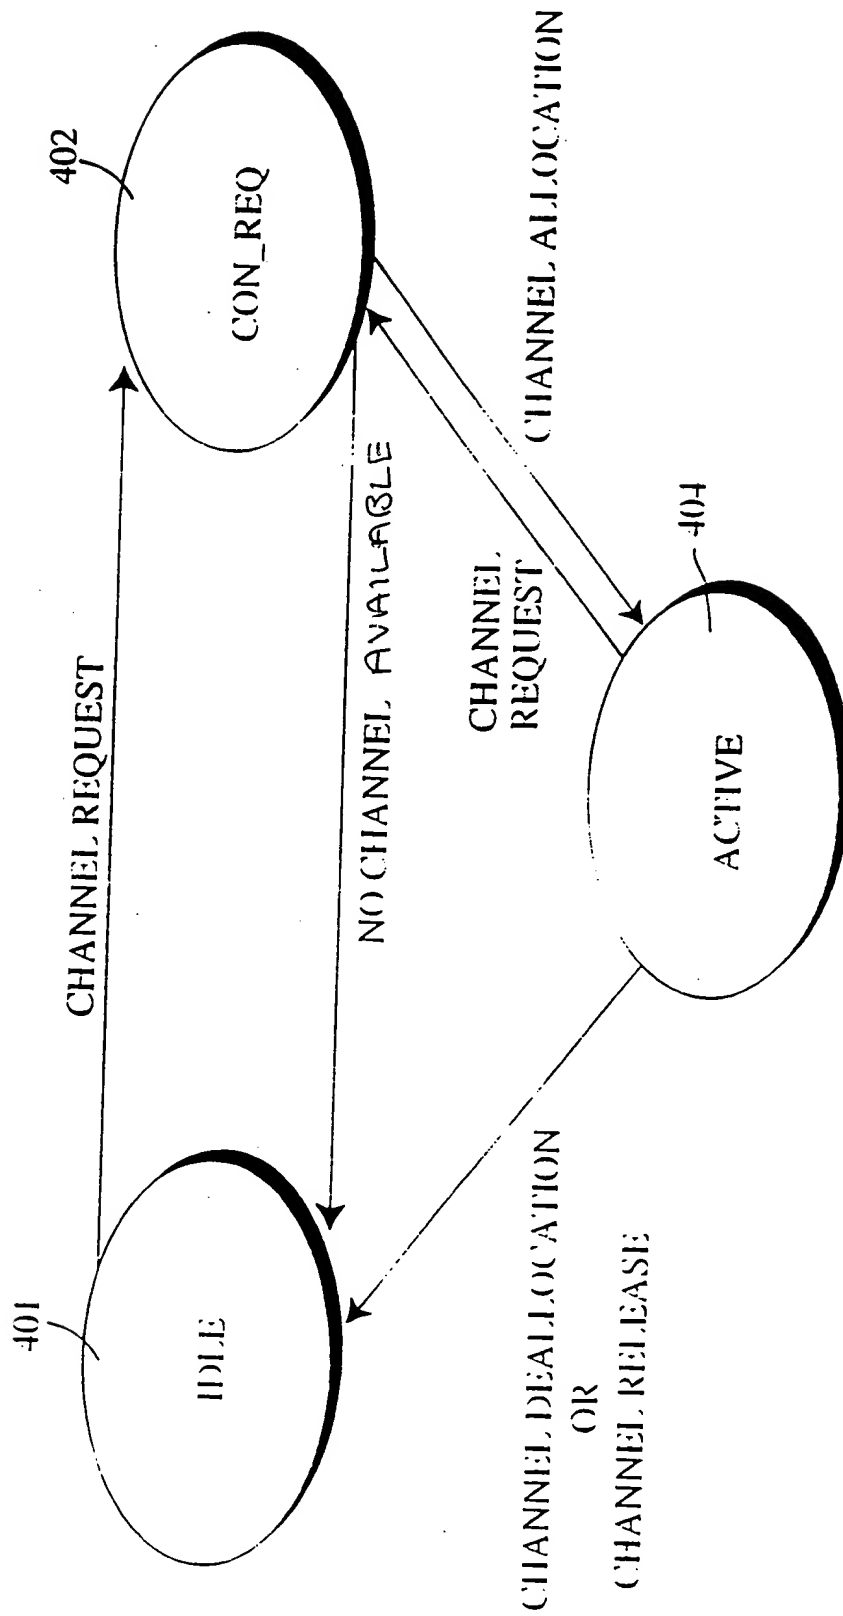 402
CON_REQ
CHANNEL REQUEST
NO CHANNEL AVAILABLE
401
IDLE
CHANNEL
REQUEST
CHANNEL ALLOCATION
404
ACTIVE
CHANNEL DEALLOCATION
OR
CHANNEL RELEASE